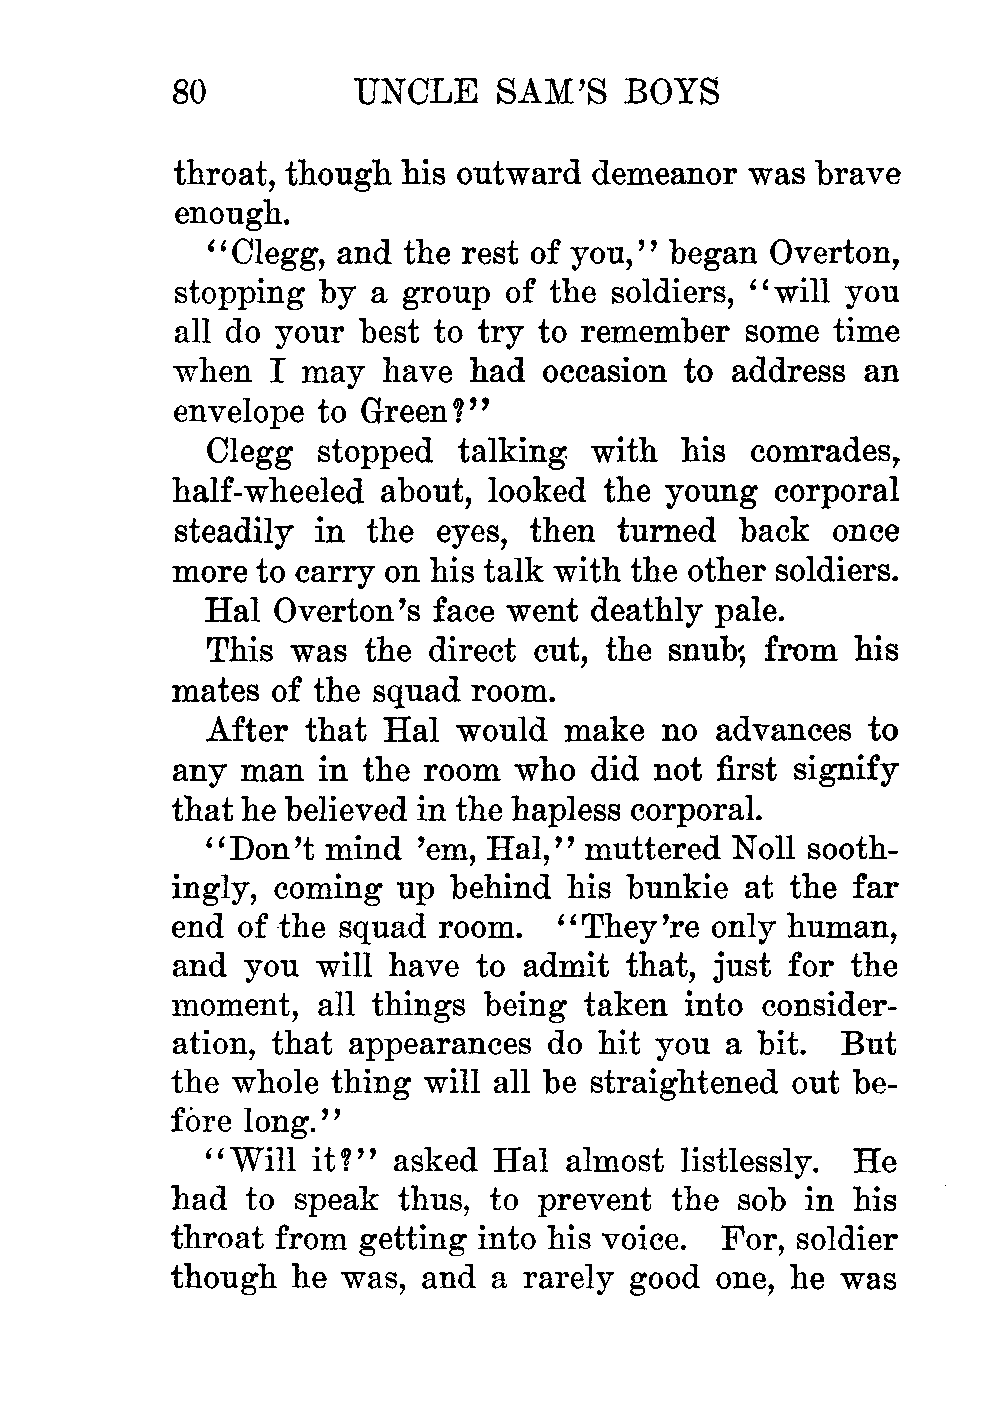 80 UNCLE SAM'S BOYS
throat, though his outward demeanor was brave
enough.
"Clegg, and the rest of you," began Overton,
stopping by a group of the soldiers, "will you
all do your best to try to remember some time
when I may have had occasion to address an
envelope to Green?"
Clegg stopped talking with his comrades,
half-wheeled about, looked the young corporal
steadily in the eyes, then turned back once
more to carry on his talk with the other soldiers.
Hal Overton's face went deathly pale.
This was the direct cut, the snub, from his
mates of the squad room.
After that Hal would make no advances to
any man in the room who did not first signify
that he believed in the hapless corporal.
"Don't mind 'em, Hal," muttered Noll sooth-
ingly, coming up behind his bunkie at the far
end of the squad room. "They're only human,
and you will have to admit that, just for the
moment, all things being taken into consider-
ation, that appearances do hit you a bit. But
the whole thing will all be straightened out be-
fore long."
"Will it?" asked Hal almost listlessly. He
had to speak thus, to prevent the sob in his
throat from getting into his voice. For, soldier
though he was, and a rarely good one, he was